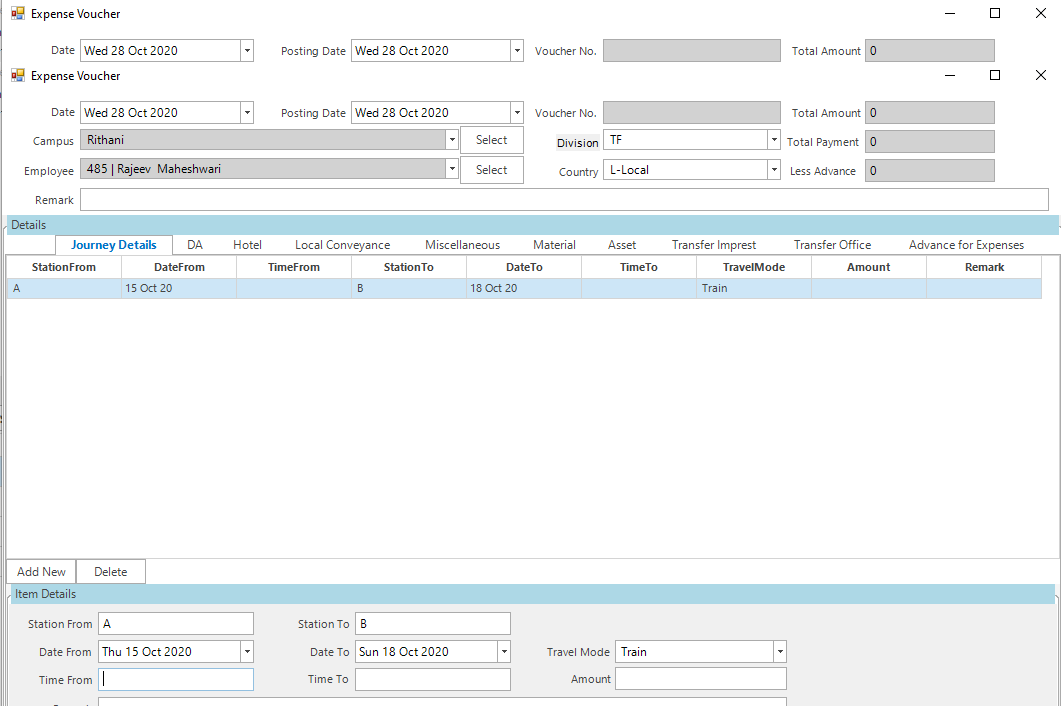 Expense Voucher
Date Wed 28 Oct 2020 Posting Date Wed 28 Oct 2020 Voucher No. Total Amount 0
Expense Voucher
Date Wed 28 Oct 2020 Posting Date Wed 28 Oct 2020 Voucher No. Total Amount 0
Campus Rithani Select Division TF Total Payment 0
Employee 485 | Rajeev Maheshwari Select Country L-Local Less Advance 0
Remark
Details
Journey Details DA Hotel Local Conveyance Miscellaneous Material Asset Transfer Imprest Transfer Office Advance for Expenses
StationFrom DateFrom TimeFrom StationTo DateTo TimeTo TravelMode Amount Remark
A 15 Oct 20 B 18 Oct 20 Train
Add New Delete
Item Details
Station From A Station To B
Date From Thu 15 Oct 2020 Date To Sun 18 Oct 2020 Travel Mode Train
Time From Time To Amount